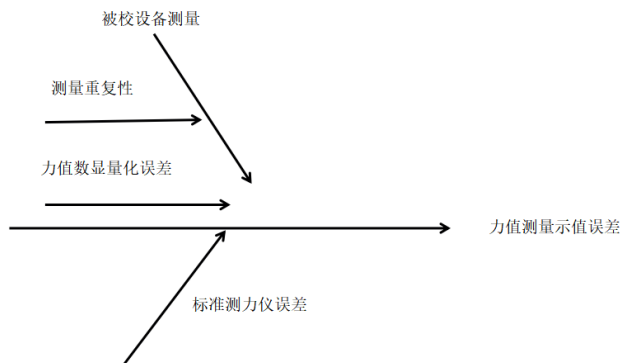 被校设备测量
测量重复性
力值数显量化误差
力值测量示值误差
标准测力仪误差